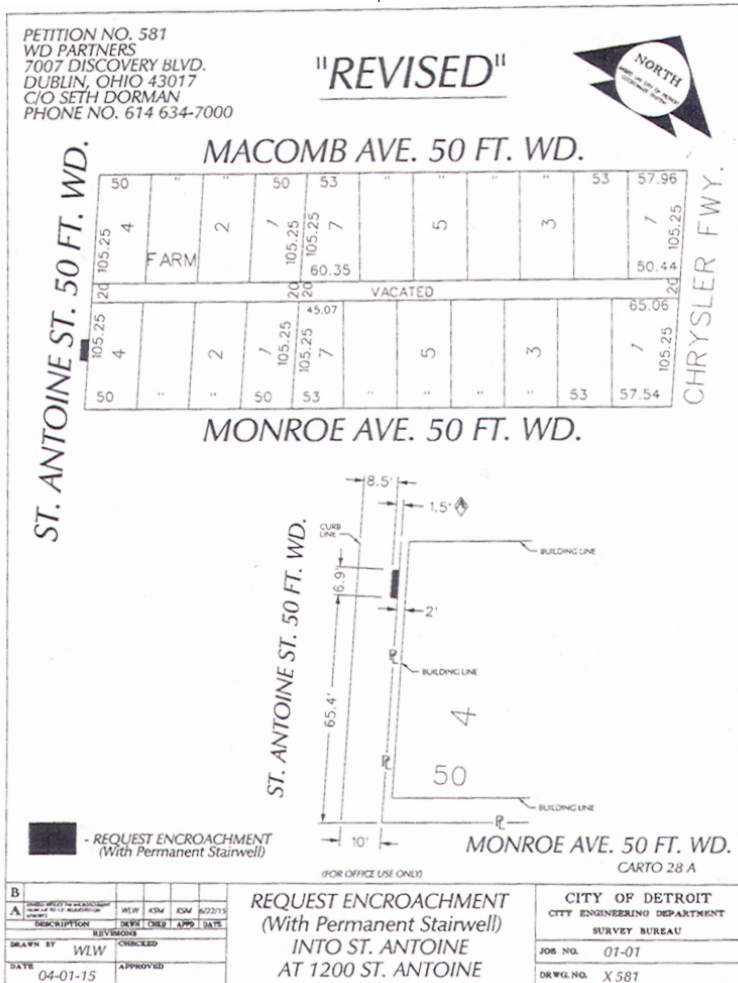 PETITION NO. 581
WD PARTNERS
7007 DISCOVERY BLVD.
DUBLIN, OHIO 43017
C/O SETH DORMAN
PHONE NO. 614 634-7000
"REVISED"
NORTH
MACOMB AVE. 50 FT. WD.
ST. ANTOINE ST. 50 FT. WD.
CHRYSLER FWY.
50 " " 50 53 " " " " 53 57.96
105.25 4 FARM 2 1 105.25 105.25 7 5 3 1 105.25
60.35 50.44
20 20 20 VACATED 20
45.07 65.06
105.25 4 2 1 105.25 105.25 7 5 3 1 105.25
50 " " 50 53 " " " " 53 57.54
MONROE AVE. 50 FT. WD.
8.5'
1.5' A
CURB
LINE
BUILDING LINE
6.9'
2'
ST. ANTOINE ST. 50 FT. WD.
PL
BUILDING LINE
65.4'
4
PL
50
BUILDING LINE
PL
10'
- REQUEST ENCROACHMENT
(With Permanent Stairwell)
MONROE AVE. 50 FT. WD.
CARTO 28 A
(FOR OFFICE USE ONLY)
B
A WLW KSM KSM 6/22/15
DESCRIPTION DRWN CHKD APPD DATE
REVISIONS
DRAWN BY WLW CHECKED
DATE 04-01-15 APPROVED
REQUEST ENCROACHMENT
(With Permanent Stairwell)
INTO ST. ANTOINE
AT 1200 ST. ANTOINE
CITY OF DETROIT
CITY ENGINEERING DEPARTMENT
SURVEY BUREAU
JOB NO. 01-01
DRWG. NO. X 581